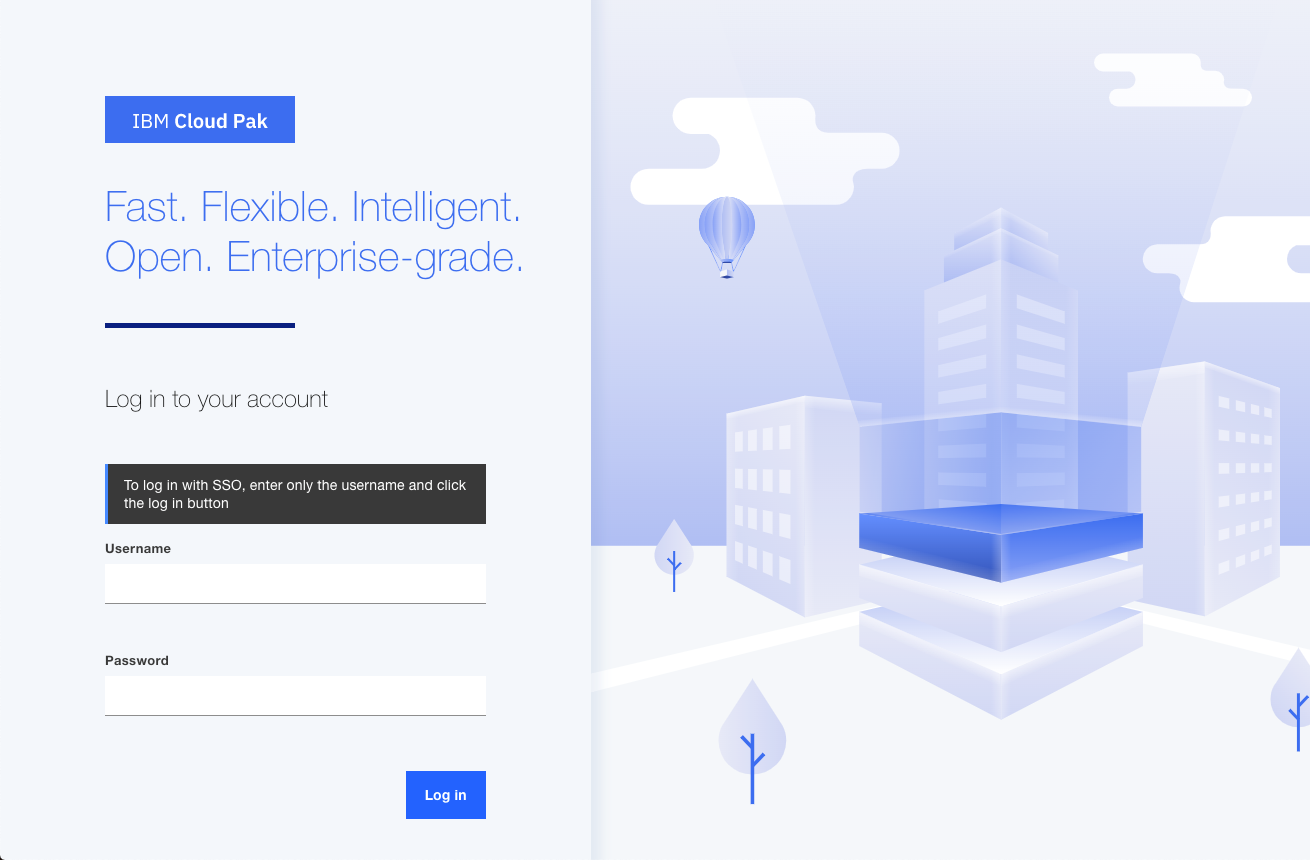 IBM Cloud Pak
Fast. Flexible. Intelligent.
Open. Enterprise-grade.
Log in to your account
To log in with SSO, enter only the username and click
the log in button
Username
Password
Log in